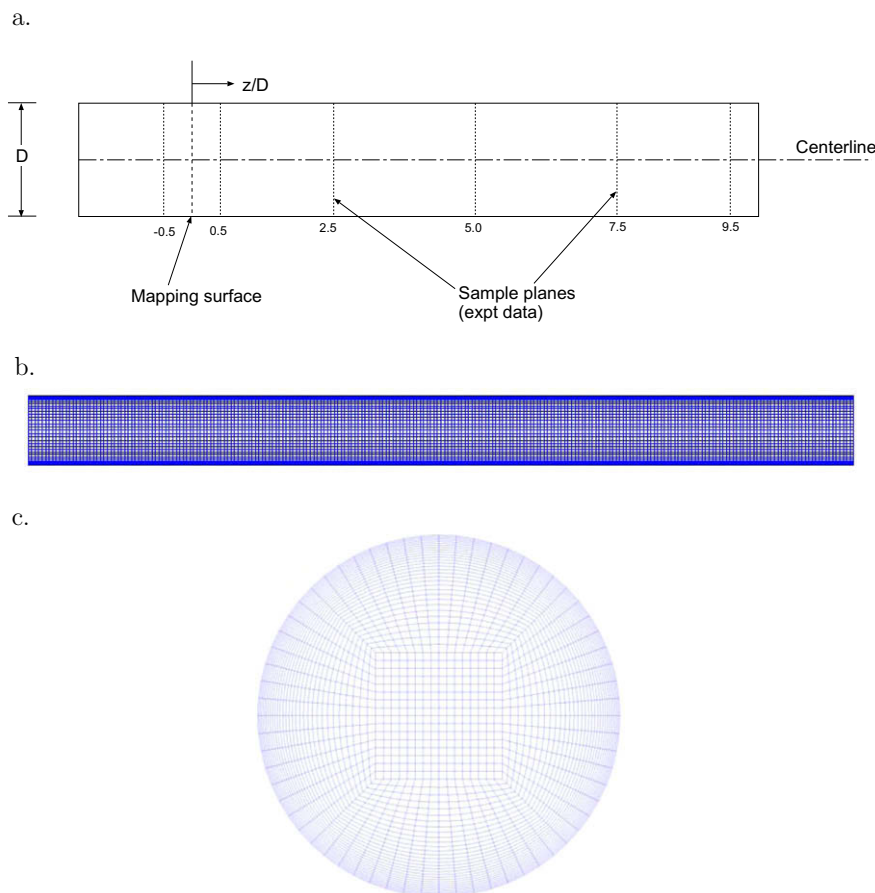 a.
z/D
D
Centerline
-0.5
0.5
2.5
5.0
7.5
9.5
Mapping surface
Sample planes
(expt data)
b.
c.